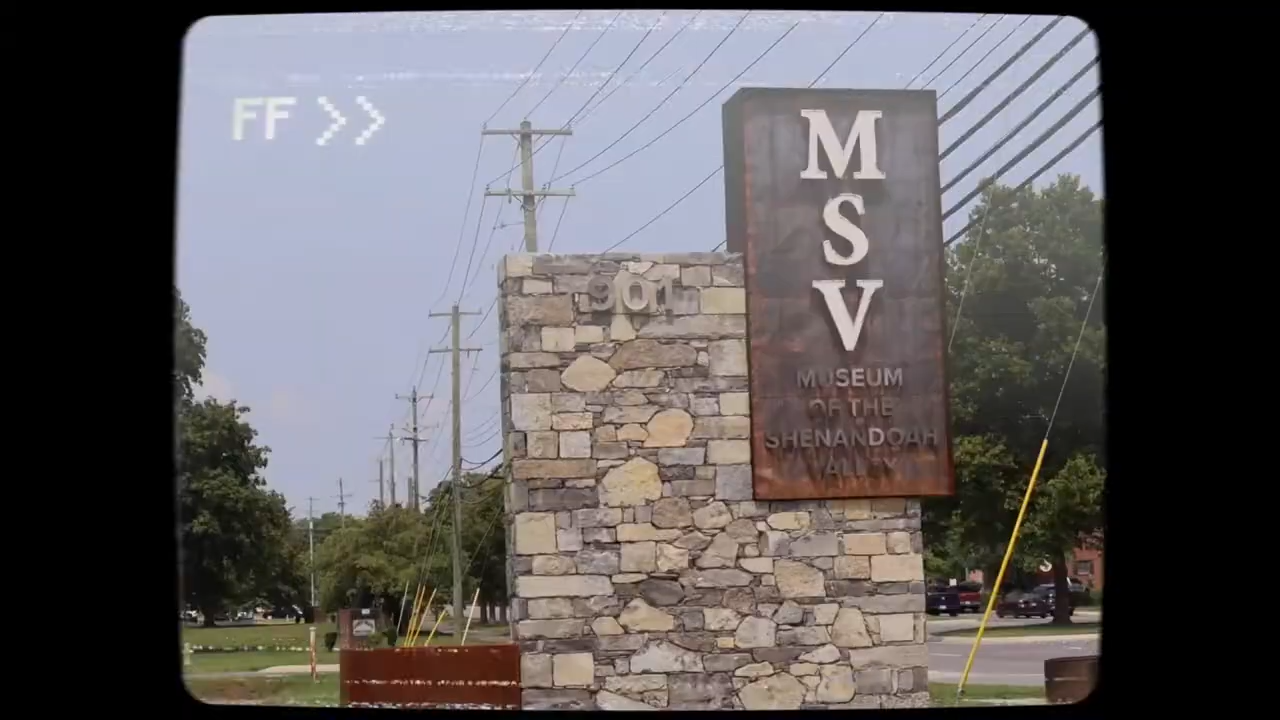 FF >>
901
M
S
V
MUSEUM
OF THE
SHENANDOAH
VALLEY